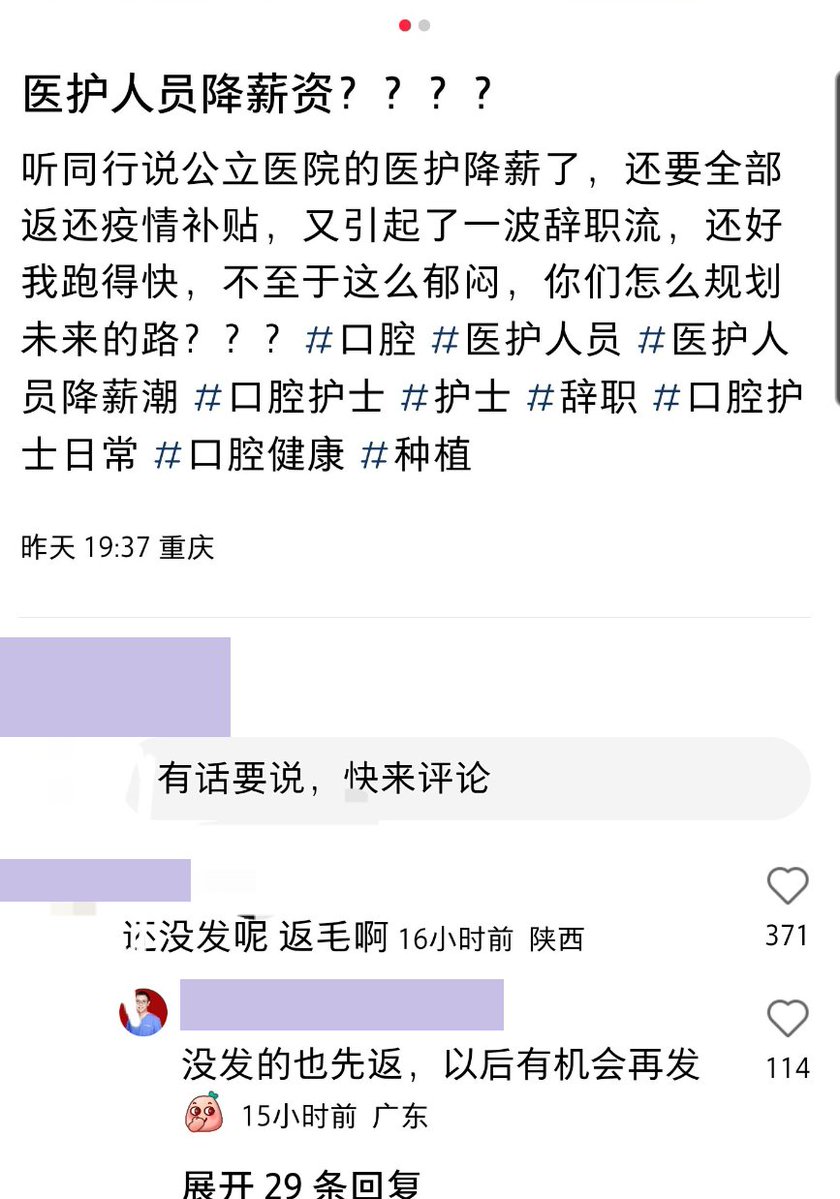 医护人员降薪资？？？？
听同行说公立医院的医护降薪了，还要全部
返还疫情补贴，又引起了一波辞职流，还好
我跑得快，不至于这么郁闷，你们怎么规划
未来的路？？？ #口腔 #医护人员 #医护人
员降薪潮 #口腔护士 #护士 #辞职 #口腔护
士日常 #口腔健康 #种植
昨天 19:37 重庆
有话要说，快来评论
还没发呢 返毛啊 16小时前 陕西
371
没发的也先返，以后有机会再发
114
15小时前 广东
展开 29 条回复